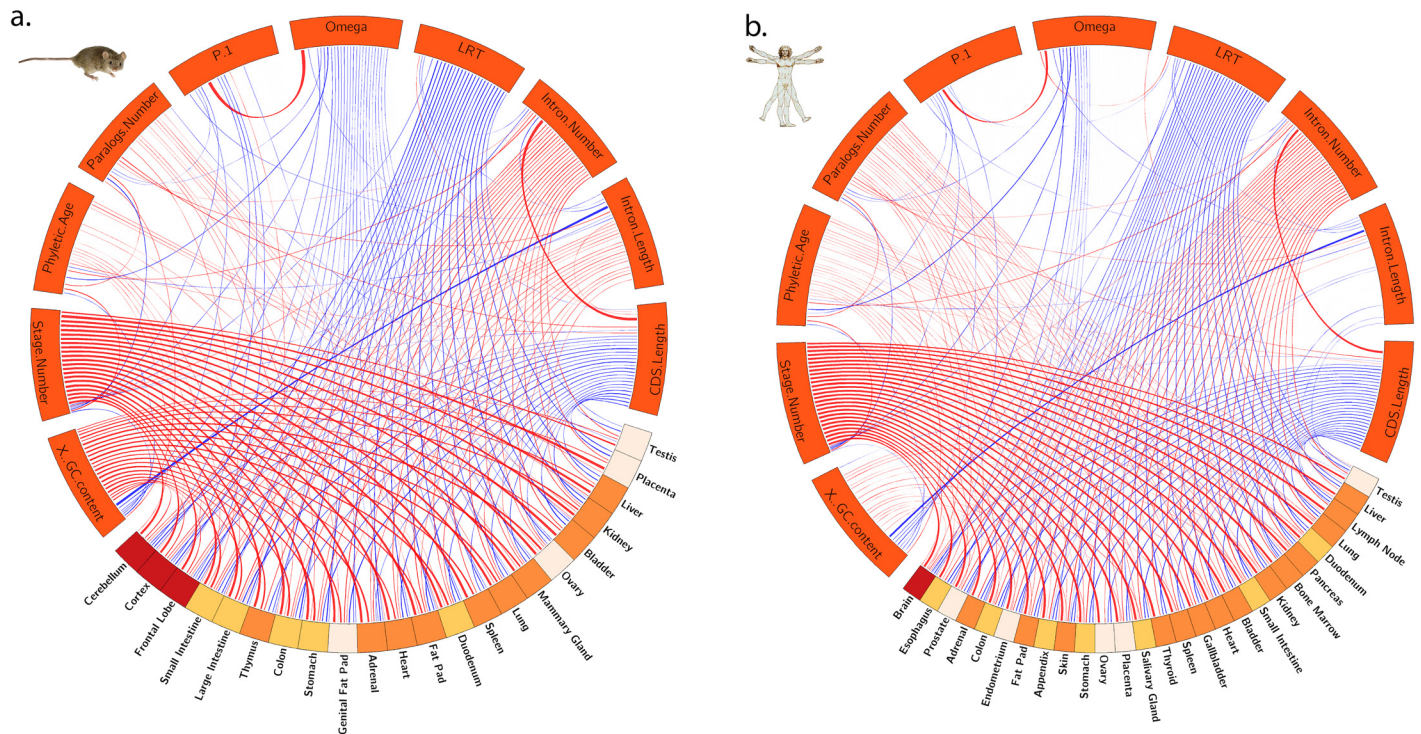 a.
Omega
LRT
P.1
Intron.Number
Paralogs.Number
Intron.Length
Phyletic.Age
CDS.Length
Stage.Number
X..GC.content
Testis
Placenta
Liver
Kidney
Bladder
Ovary
Mammary Gland
Lung
Spleen
Duodenum
Fat Pad
Heart
Adrenal
Genital Fat Pad
Stomach
Colon
Thymus
Large Intestine
Small Intestine
Frontal Lobe
Cortex
Cerebellum
b.
Omega
LRT
P.1
Intron.Number
Paralogs.Number
Intron.Length
Phyletic.Age
CDS.Length
Stage.Number
X..GC.content
Testis
Liver
Lymph Node
Lung
Duodenum
Pancreas
Bone Marrow
Kidney
Small Intestine
Bladder
Heart
Gallbladder
Spleen
Thyroid
Salivary Gland
Placenta
Ovary
Stomach
Skin
Appendix
Fat Pad
Endometrium
Colon
Adrenal
Prostate
Esophagus
Brain